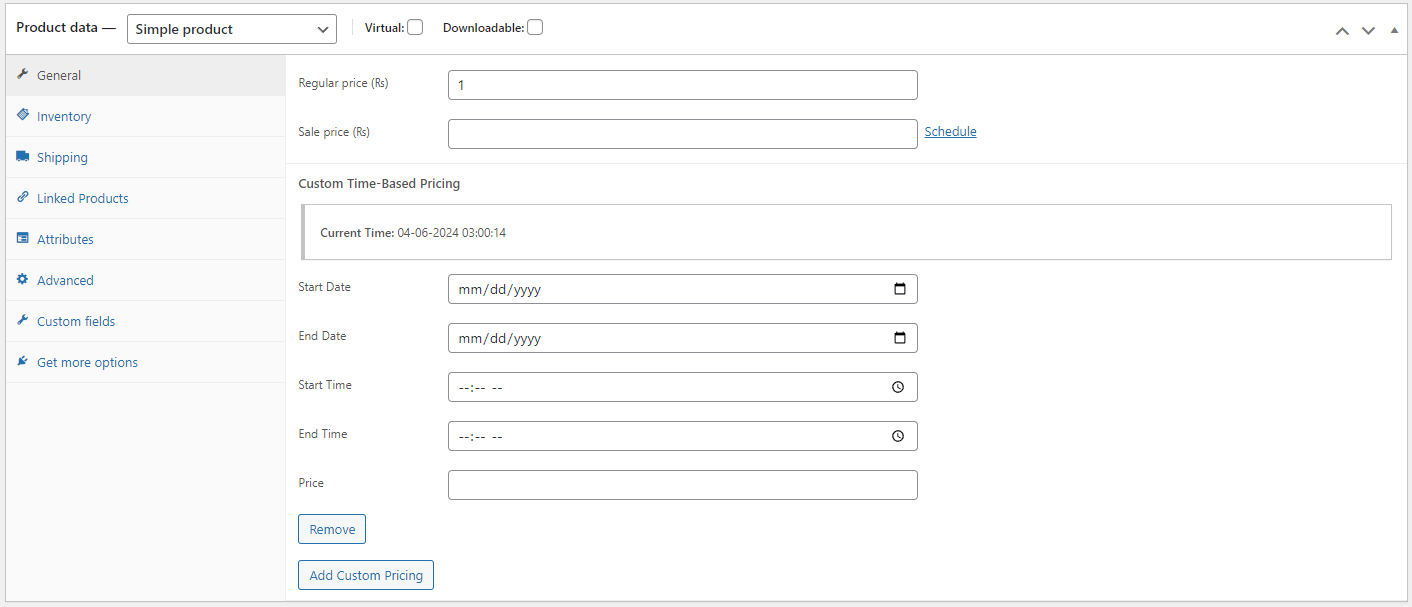 Product data — Simple product Virtual: Downloadable:
General
Inventory
Shipping
Linked Products
Attributes
Advanced
Custom fields
Get more options
Regular price (₨) 1
Sale price (₨) Schedule
Custom Time-Based Pricing
Current Time: 04-06-2024 03:00:14
Start Date mm/dd/yyyy
End Date mm/dd/yyyy
Start Time --:-- --
End Time --:-- --
Price
Remove
Add Custom Pricing